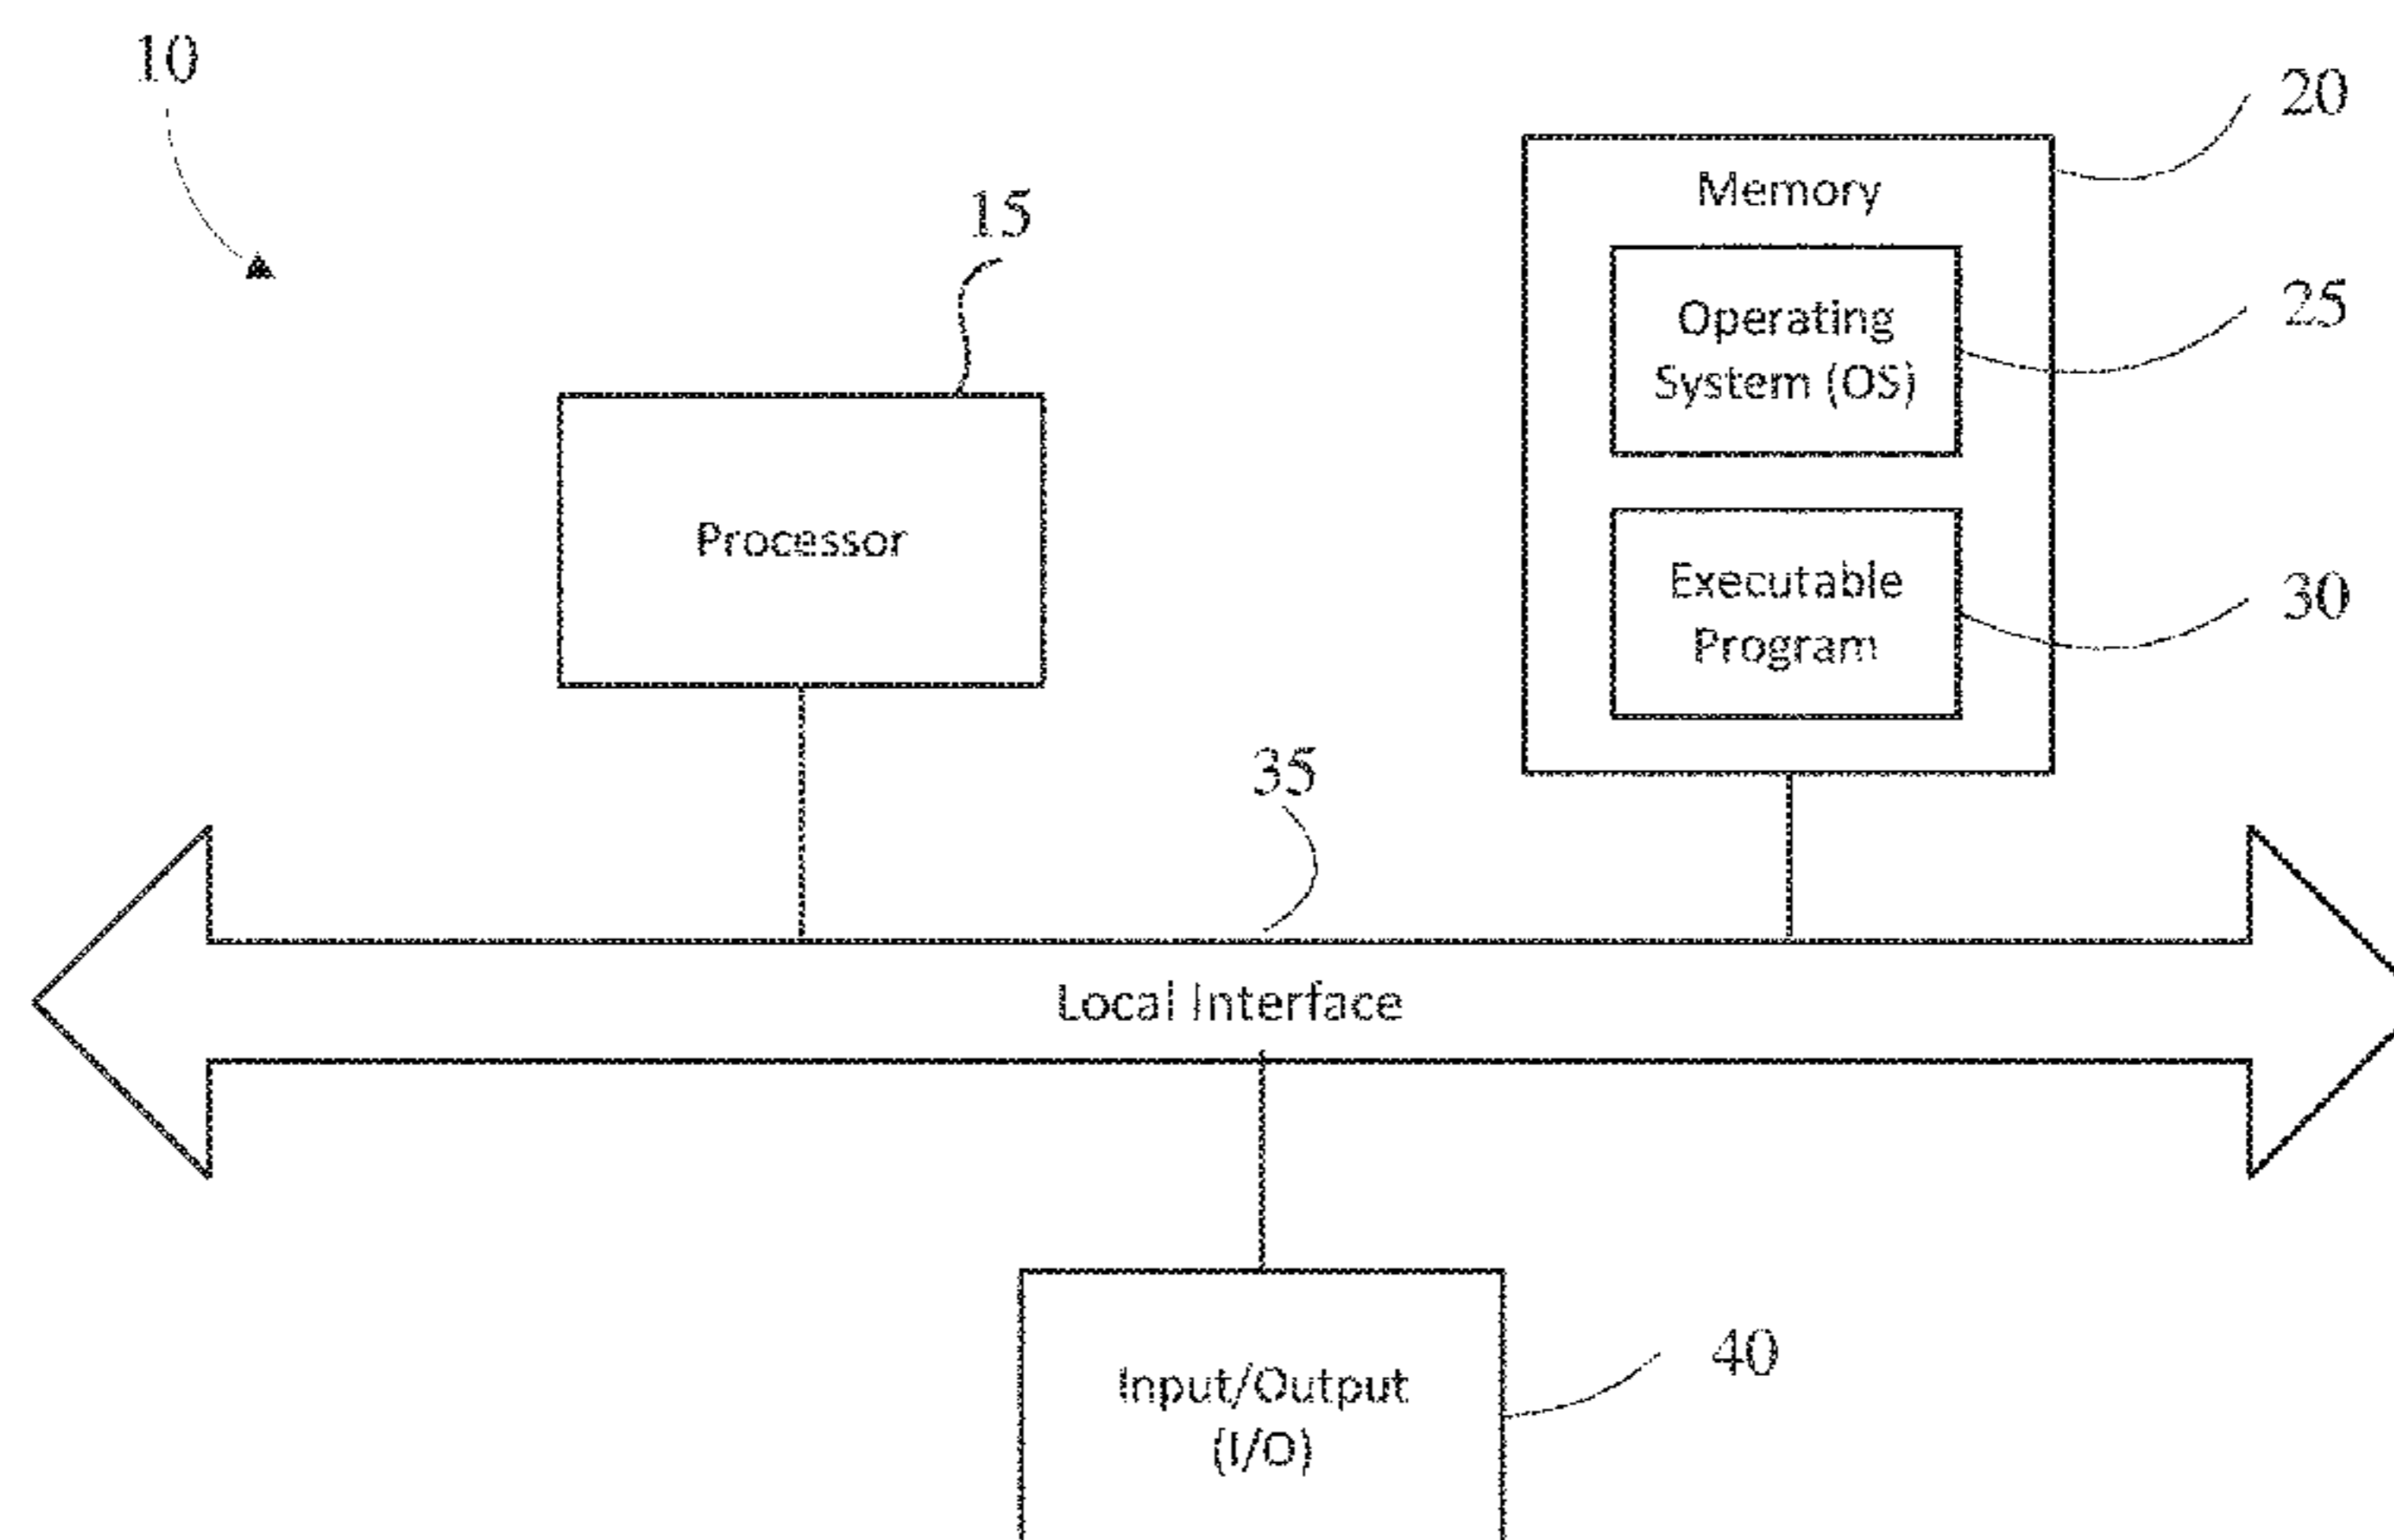 10
20
Memory
15
Operating
System (OS)
25
Processor
Executable
Program
30
35
Local Interface
Input/Output
(I/O)
40